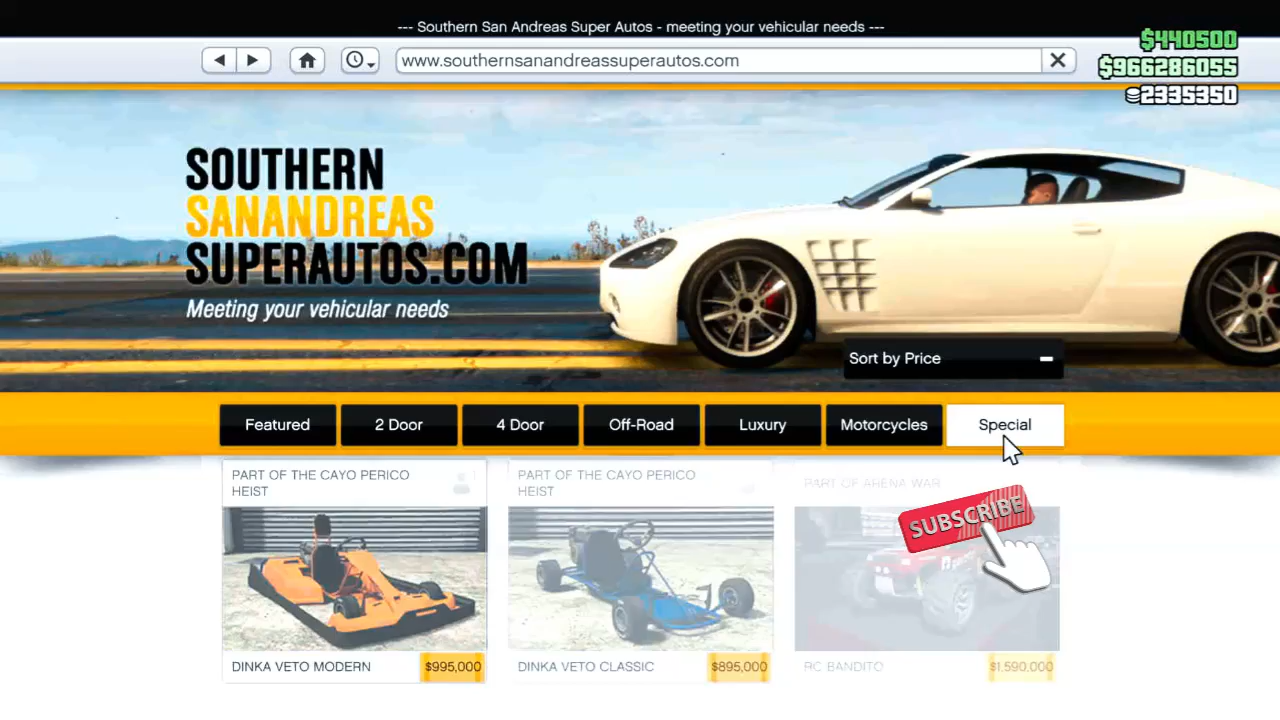 --- Southern San Andreas Super Autos - meeting your vehicular needs ---
$440500
www.southernsanandreassuperautos.com
$966286055
2335350
SOUTHERN
SANANDREAS
SUPERAUTOS.COM
Meeting your vehicular needs
Sort by Price
Featured
2 Door
4 Door
Off-Road
Luxury
Motorcycles
Special
PART OF THE CAYO PERICO
HEIST
PART OF THE CAYO PERICO
HEIST
PART OF ARENA WAR
SUBSCRIBE
DINKA VETO MODERN
$995,000
DINKA VETO CLASSIC
$895,000
RC BANDITO
$1,590,000